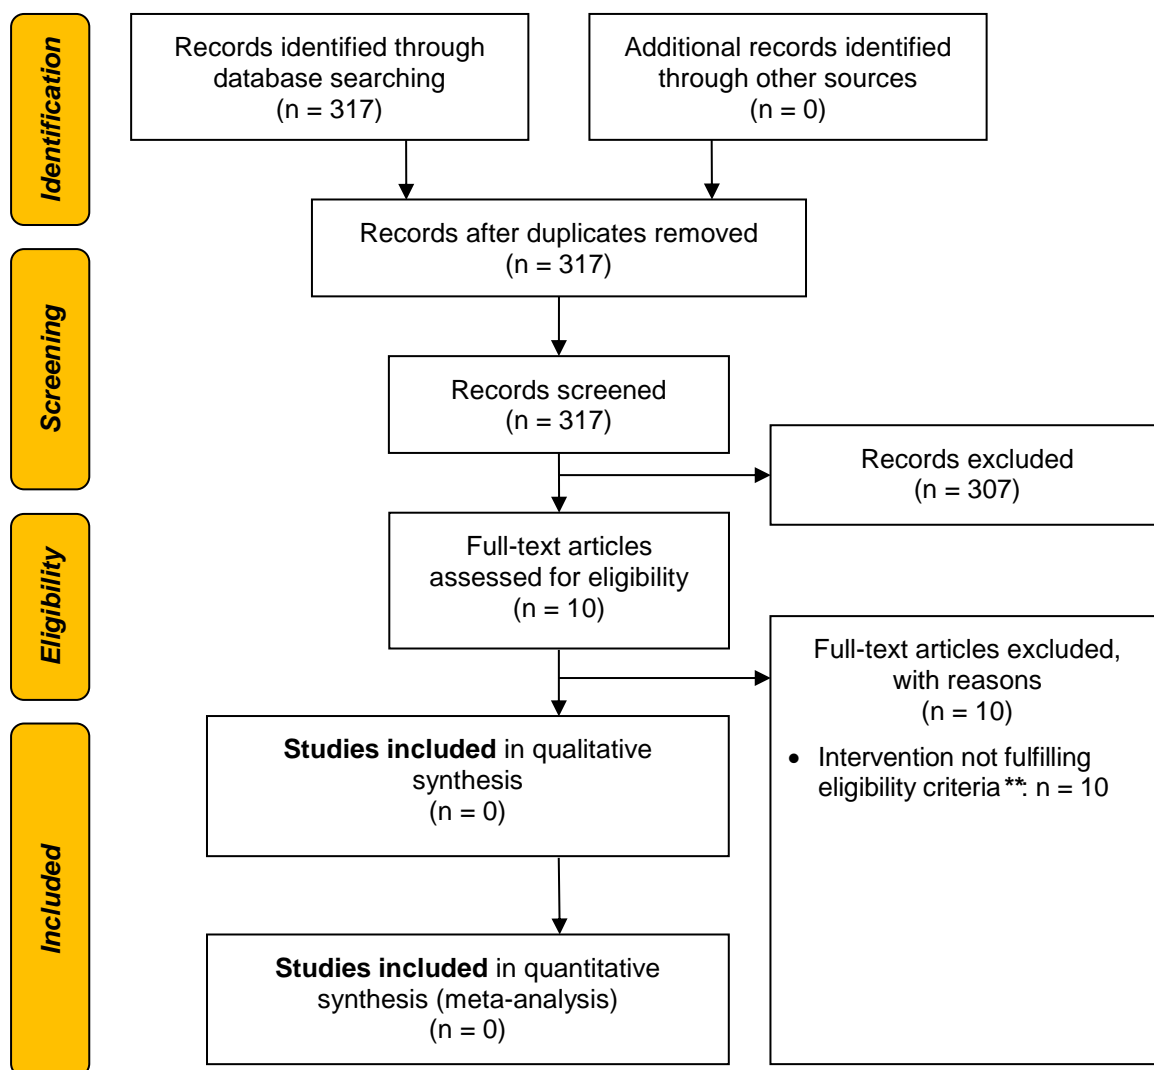 Identification
Records identified through
database searching
(n = 317)
Additional records identified
through other sources
(n = 0)
Records after duplicates removed
(n = 317)
Screening
Records screened
(n = 317)
Records excluded
(n = 307)
Eligibility
Full-text articles
assessed for eligibility
(n = 10)
Full-text articles excluded,
with reasons
(n = 10)
• Intervention not fulfilling
eligibility criteria**: n = 10
Included
Studies included in qualitative
synthesis
(n = 0)
Studies included in quantitative
synthesis (meta-analysis)
(n = 0)